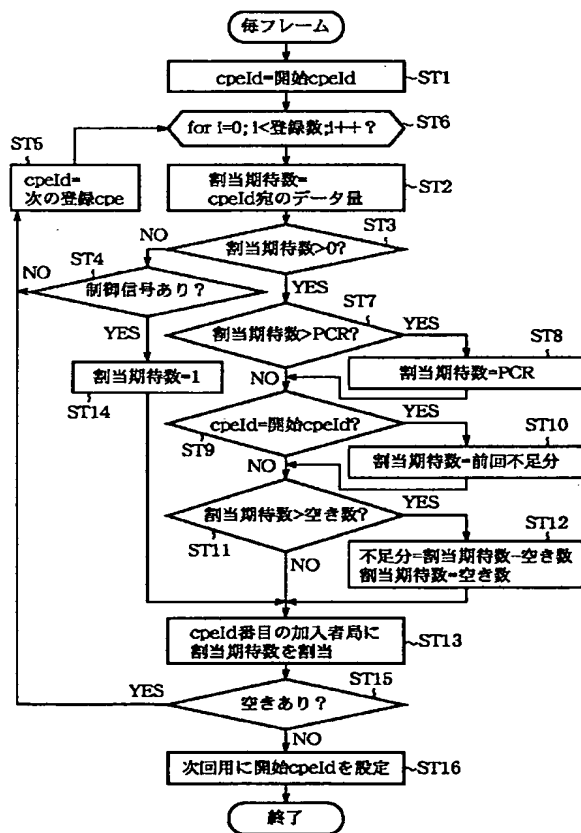 毎フレーム
cpeId=開始cpeId
ST1
for i=0; i<登録数;i++ ?
ST6
ST5
cpeId=
次の登録cpe
割当期待数=
cpeId宛のデータ量
ST2
ST3
NO
割当期待数>0?
ST4
NO
制御信号あり?
YES
YES
ST7
割当期待数>PCR?
YES
ST8
割当期待数=PCR
NO
割当期待数=1
ST14
cpeId=開始cpeId?
YES
ST9
ST10
割当期待数=前回不足分
NO
割当期待数>空き数?
YES
ST11
ST12
不足分=割当期待数-空き数
割当期待数=空き数
NO
cpeId番目の加入者局に
割当期待数を割当
ST13
YES
ST15
空きあり?
NO
次回用に開始cpeIdを設定
ST16
終了